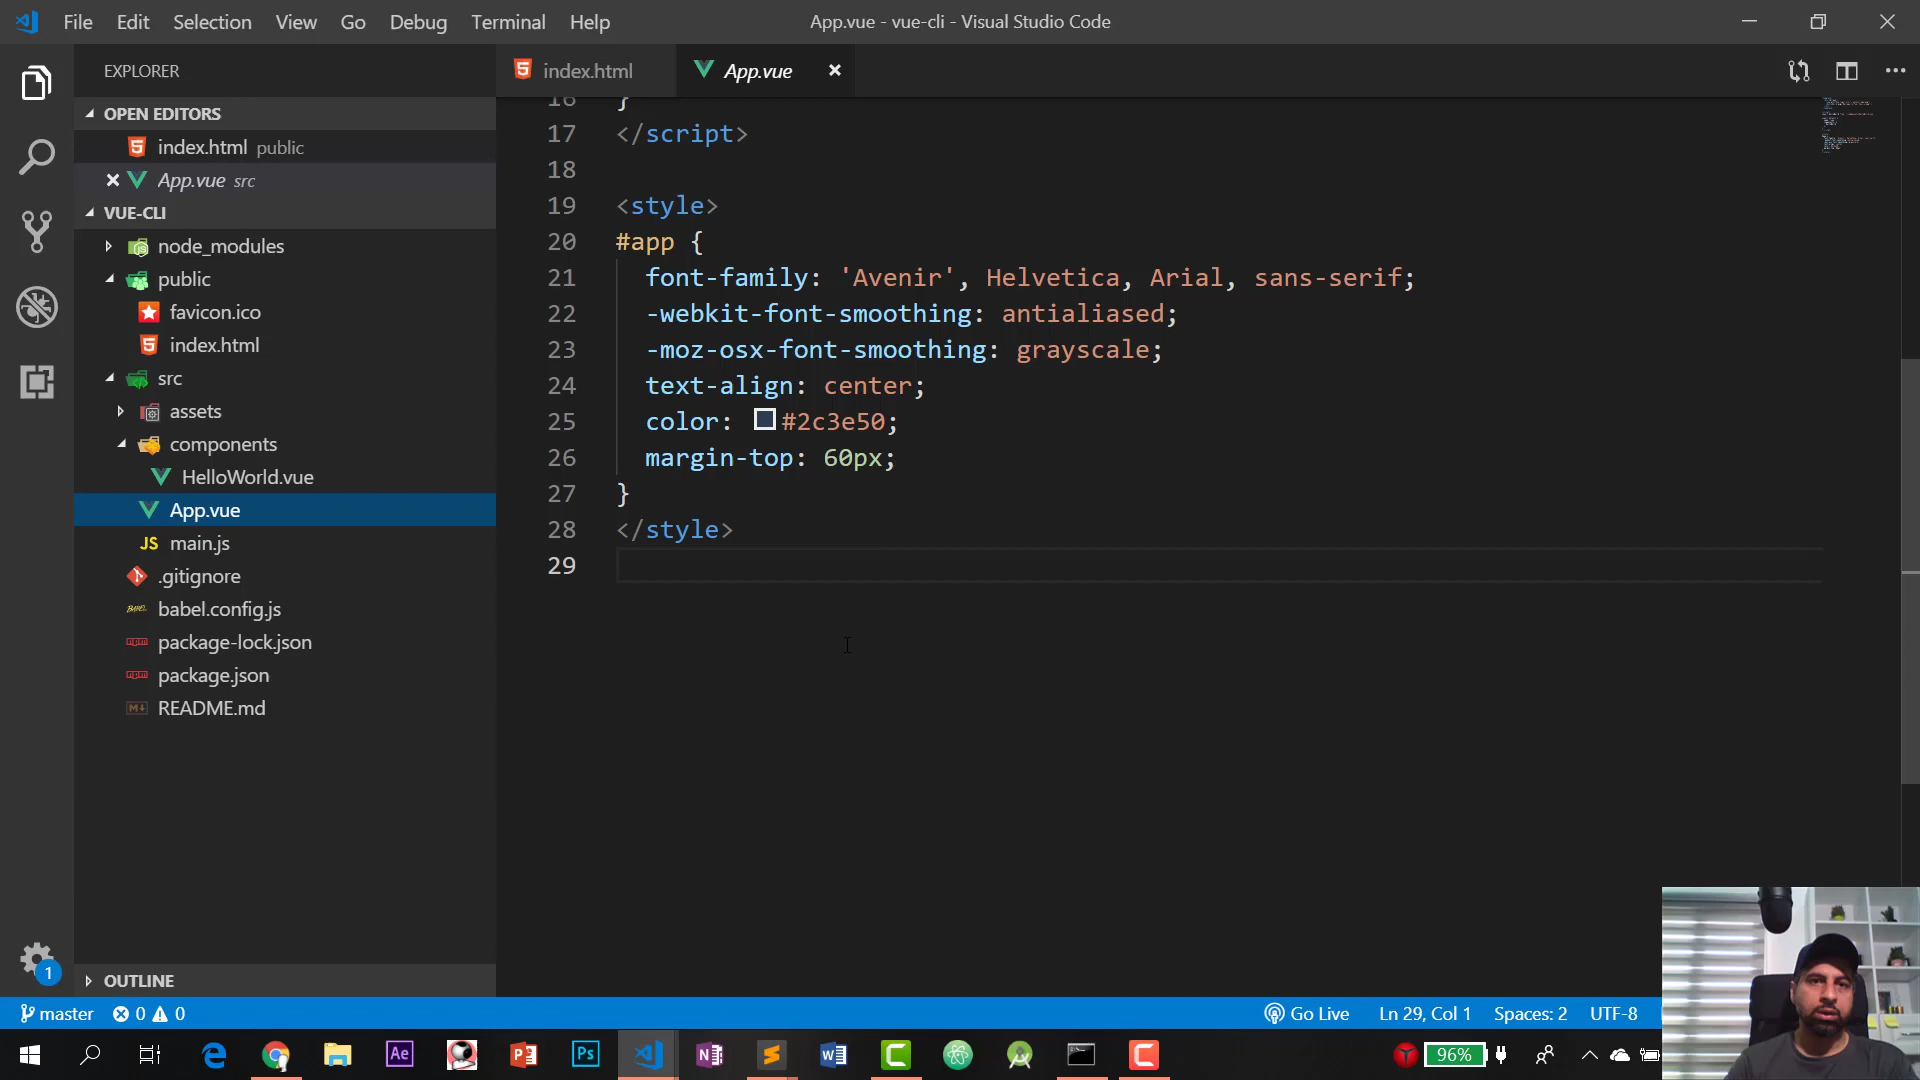 File Edit Selection View Go Debug Terminal Help
App.vue - vue-cli - Visual Studio Code
EXPLORER
OPEN EDITORS
index.html public
App.vue src
VUE-CLI
node_modules
public
favicon.ico
index.html
src
assets
components
HelloWorld.vue
App.vue
JS main.js
.gitignore
babel.config.js
package-lock.json
package.json
README.md
OUTLINE
1
index.html
App.vue
16 }
17 </script>
18
19 <style>
20 #app {
21 font-family: 'Avenir', Helvetica, Arial, sans-serif;
22 -webkit-font-smoothing: antialiased;
23 -moz-osx-font-smoothing: grayscale;
24 text-align: center;
25 color: #2c3e50;
26 margin-top: 60px;
27 }
28 </style>
29
master 0 0
Go Live Ln 29, Col 1 Spaces: 2 UTF-8
Ae
Ps
96%